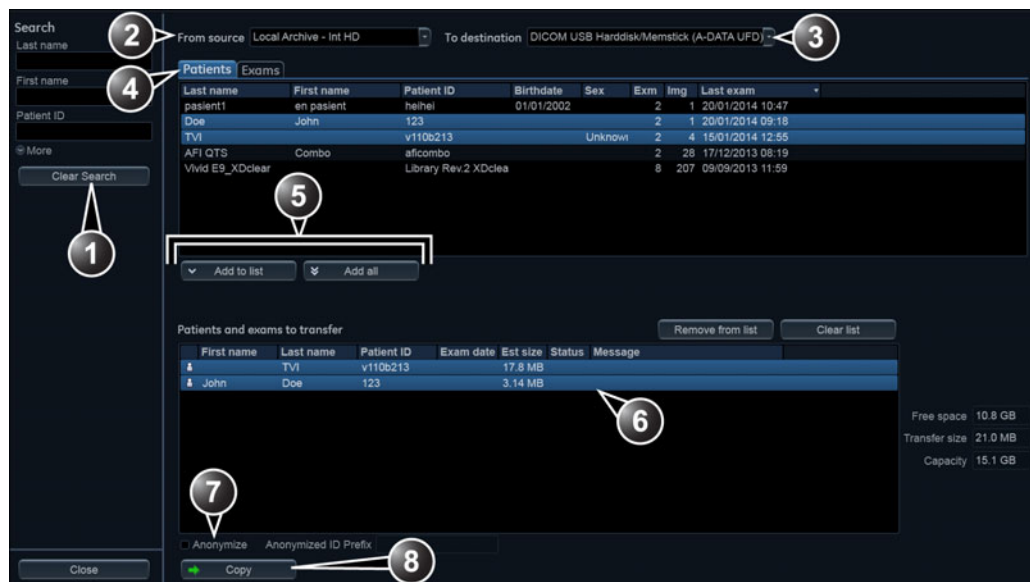 Search
Last name
First name
Patient ID
More
Clear Search
1
2
From source Local Archive - Int HD
To destination DICOM USB Harddisk/Memstick (A-DATA UFD)
3
4
Patients Exams
Last name First name Patient ID Birthdate Sex Exm Img Last exam
pasient1 en pasient heihei 01/01/2002 2 1 20/01/2014 10:47
Doe John 123 2 1 20/01/2014 09:18
TVI v110b213 Unknow 2 4 15/01/2014 12:55
AFI QTS Combo aficombo 2 28 17/12/2013 08:19
Vivid E9_XDclear Library Rev.2 XDclea 8 207 09/09/2013 11:59
5
Add to list Add all
Patients and exams to transfer
Remove from list Clear list
First name Last name Patient ID Exam date Est size Status Message
TVI v110b213 17.8 MB
John Doe 123 3.14 MB
6
Free space 10.8 GB
Transfer size 21.0 MB
Capacity 15.1 GB
7
Anonymize Anonymized ID Prefix
Close
Copy
8